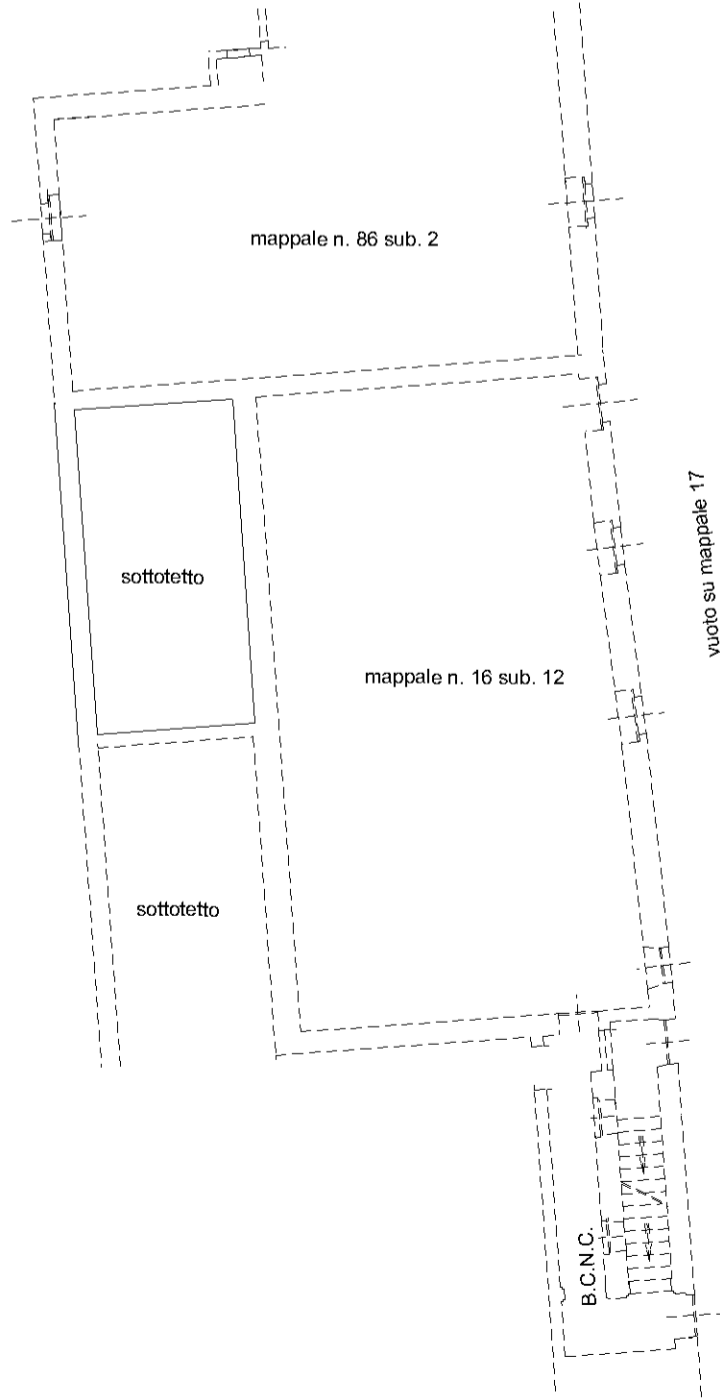 mappale n. 86 sub. 2
vuoto su mappale 17
sottotetto
mappale n. 16 sub. 12
sottotetto
B.C.N.C.